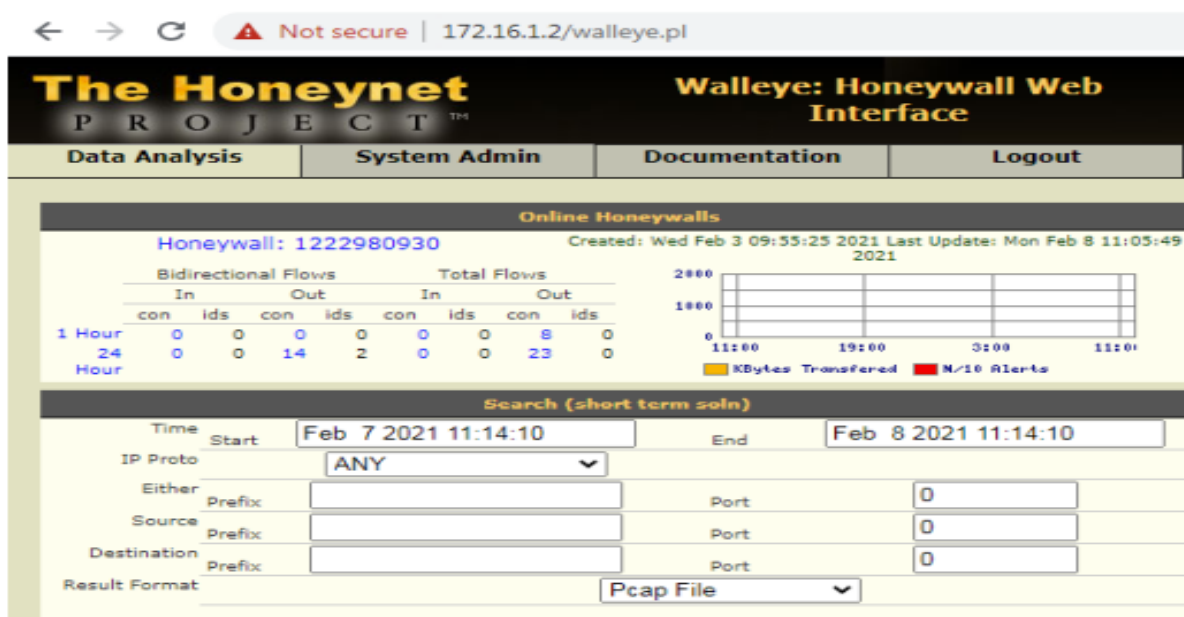 Not secure | 172.16.1.2/walleye.pl
The Honeynet
PROJECT™
Walleye: Honeywall Web
Interface
Data Analysis System Admin Documentation Logout
Online Honeywalls
Honeywall: 1222980930
Created: Wed Feb 3 09:55:25 2021 Last Update: Mon Feb 8 11:05:49
2021
Bidirectional Flows Total Flows
In Out In Out
con ids con ids con ids con ids
1 Hour 0 0 0 0 0 0 8 0
24 0 0 14 2 0 0 23 0
Hour
2000
1000
0
11:00 19:00 3:00 11:0
KBytes Transfered N/10 Alerts
Search (short term soln)
Time Start Feb 7 2021 11:14:10 End Feb 8 2021 11:14:10
IP Proto ANY
Either Prefix Port 0
Source Prefix Port 0
Destination Prefix Port 0
Result Format Pcap File